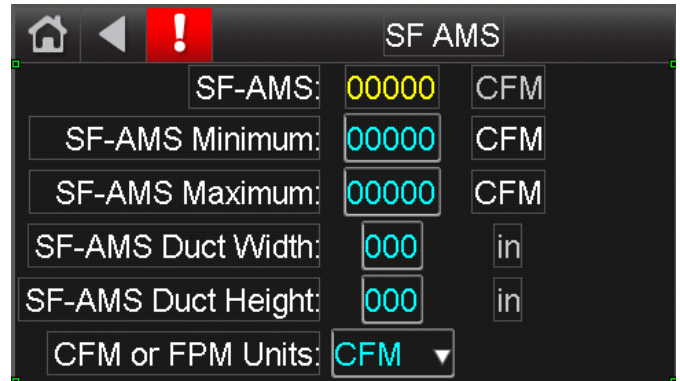 SF AMS
SF-AMS: 00000 CFM
SF-AMS Minimum: 00000 CFM
SF-AMS Maximum: 00000 CFM
SF-AMS Duct Width: 000 in
SF-AMS Duct Height: 000 in
CFM or FPM Units: CFM